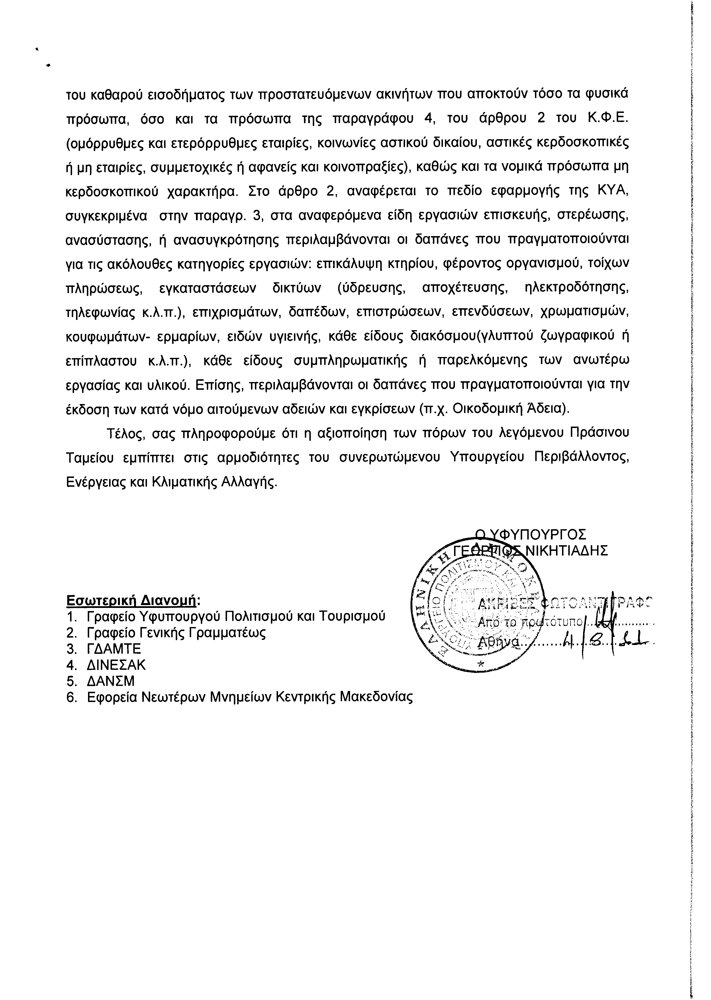 του καθαρού εισοδήματος των προστατευόμενων ακινήτων που αποκτούν τόσο τα φυσικά
πρόσωπα, όσο και τα πρόσωπα της παραγράφου 4, του άρθρου 2 του Κ.Φ.Ε.
(ομόρρυθμες και ετερόρρυθμες εταιρίες, κοινωνίες αστικού δικαίου, αστικές κερδοσκοπικές
ή μη εταιρίες, συμμετοχικές ή αφανείς και κοινοπραξίες), καθώς και τα νομικά πρόσωπα μη
κερδοσκοπικού χαρακτήρα. Στο άρθρο 2, αναφέρεται το πεδίο εφαρμογής της ΚΥΑ,
συγκεκριμένα στην παραγρ. 3, στα αναφερόμενα είδη εργασιών επισκευής, στερέωσης,
ανασύστασης, ή ανασυγκρότησης περιλαμβάνονται οι δαπάνες που πραγματοποιούνται
για τις ακόλουθες κατηγορίες εργασιών: επικάλυψη κτηρίου, φέροντος οργανισμού, τοίχων
πληρώσεως, εγκαταστάσεων δικτύων (ύδρευσης, αποχέτευσης, ηλεκτροδότησης,
τηλεφωνίας κ.λ.π.), επιχρισμάτων, δαπέδων, επιστρώσεων, επενδύσεων, χρωματισμών,
κουφωμάτων- ερμαρίων, ειδών υγιεινής, κάθε είδους διακόσμου(γλυπτού ζωγραφικού ή
επίπλαστου κ.λ.π.), κάθε είδους συμπληρωματικής ή παρελκόμενης των ανωτέρω
εργασίας και υλικού. Επίσης, περιλαμβάνονται οι δαπάνες που πραγματοποιούνται για την
έκδοση των κατά νόμο αιτούμενων αδειών και εγκρίσεων (π.χ. Οικοδομική Άδεια).
Τέλος, σας πληροφορούμε ότι η αξιοποίηση των πόρων του λεγόμενου Πράσινου
Ταμείου εμπίπτει στις αρμοδιότητες του συνερωτώμενου Υπουργείου Περιβάλλοντος,
Ενέργειας και Κλιματικής Αλλαγής.
Ο ΥΦΥΠΟΥΡΓΟΣ
ΓΕΩΡΓΙΟΣ ΝΙΚΗΤΙΑΔΗΣ
ΕΛΛΗΝΙΚΗ
ΥΠΟΥΡΓΕΙΟ ΠΟΛΙΤΙΣΜΟΥ ΚΑΙ
ΑΚΡΙΒΕΣ ΦΩΤΟΑΝΤΙΓΡΑΦΟ
Από το πρωτότυπο
Αθήνα 4/8/11
Εσωτερική Διανομή:
1. Γραφείο Υφυπουργού Πολιτισμού και Τουρισμού
2. Γραφείο Γενικής Γραμματέως
3. ΓΔΑΜΤΕ
4. ΔΙΝΕΣΑΚ
5. ΔΑΝΣΜ
6. Εφορεία Νεωτέρων Μνημείων Κεντρικής Μακεδονίας